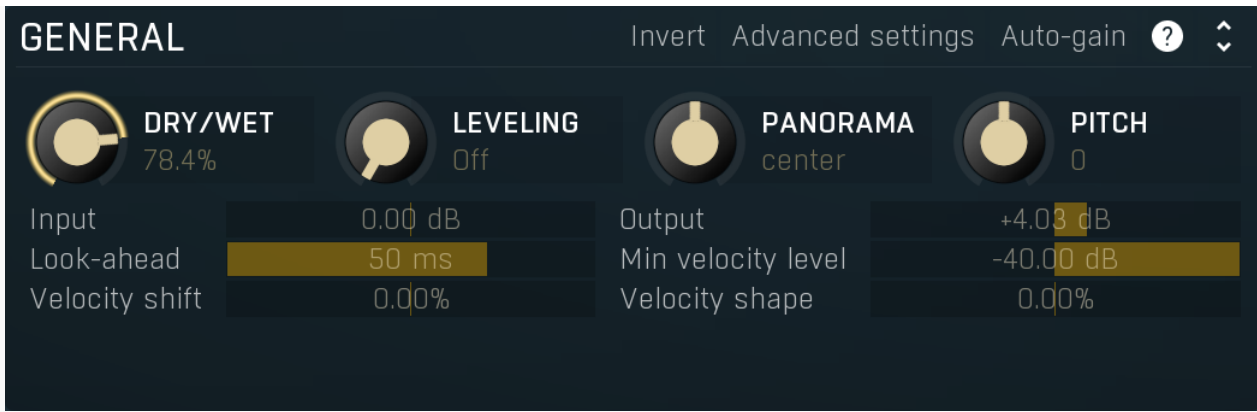 GENERAL Invert Advanced settings Auto-gain ?
DRY/WET LEVELING PANORAMA PITCH
78.4% Off center 0
Input 0.00 dB Output +4.03 dB
Look-ahead 50 ms Min velocity level -40.00 dB
Velocity shift 0.00% Velocity shape 0.00%